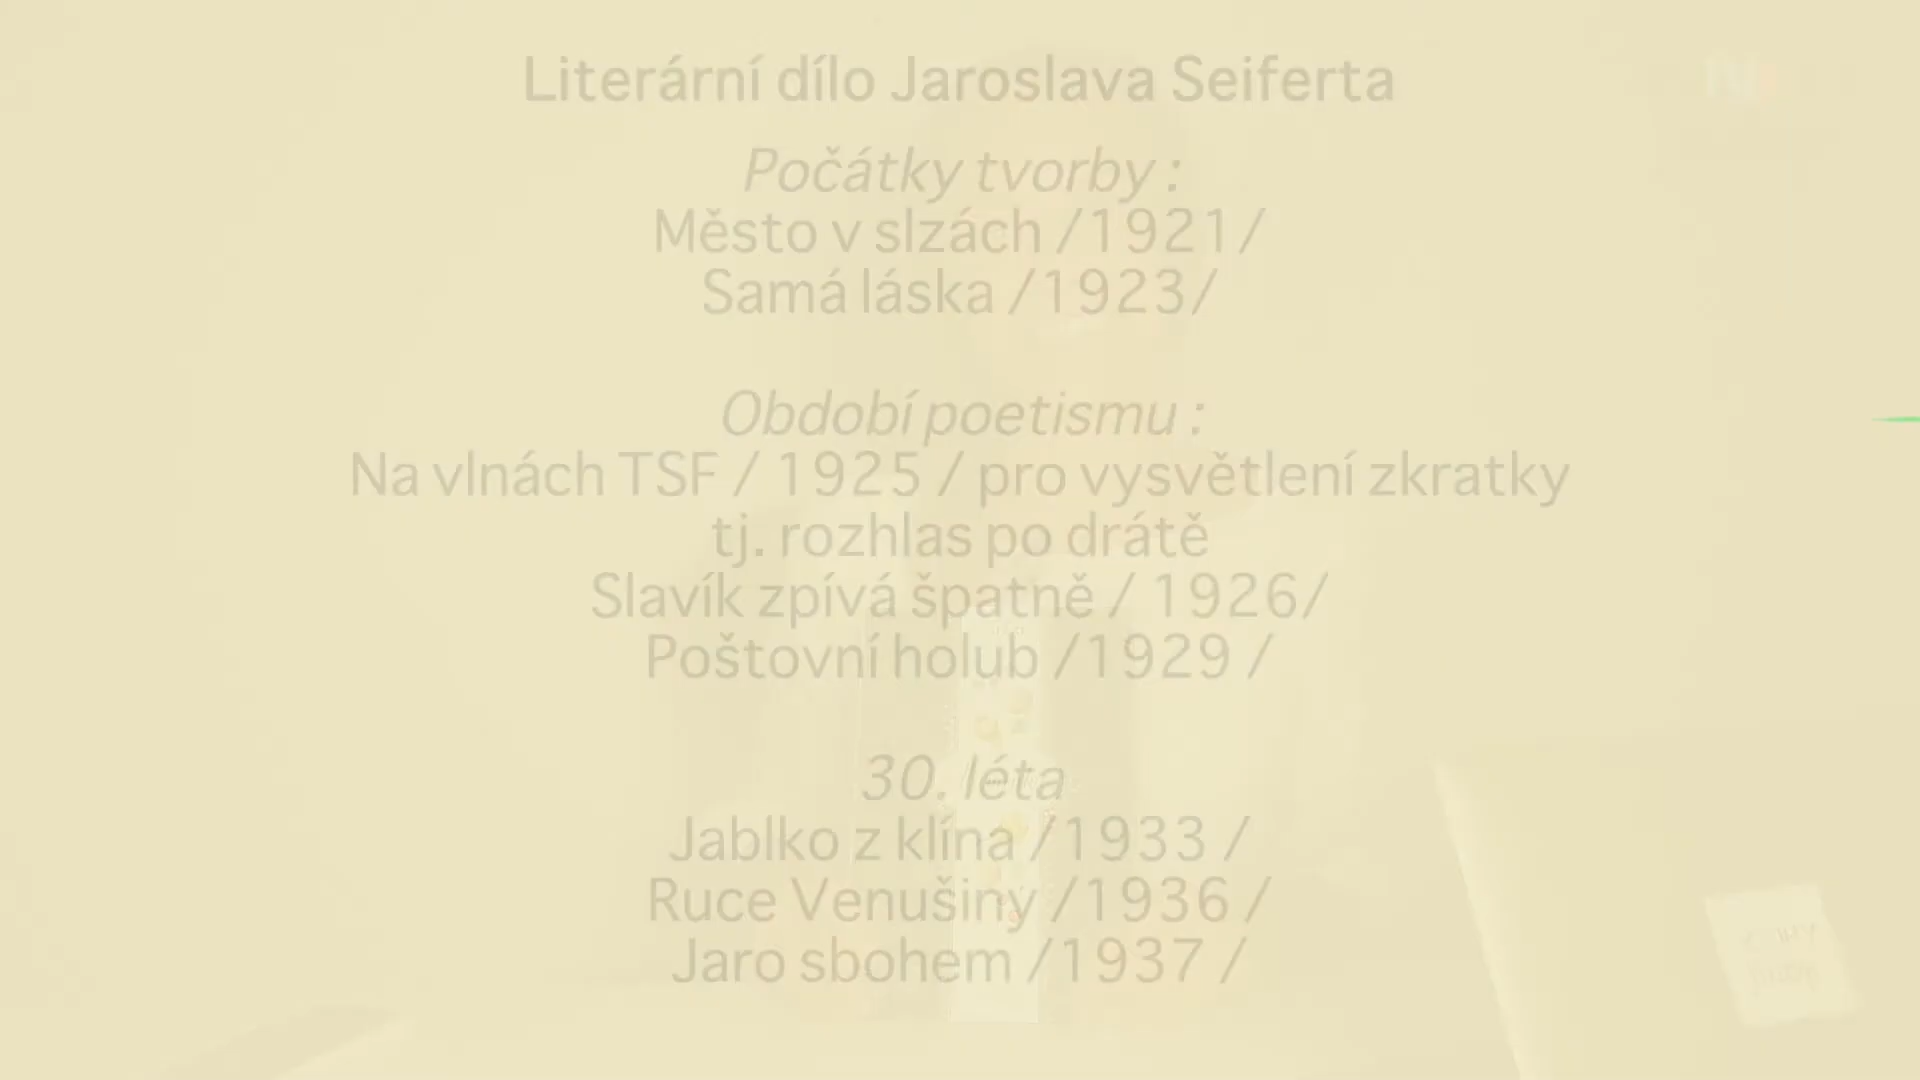 Literární dílo Jaroslava Seiferta
Počátky tvorby :
Město v slzách /1921/
Samá láska /1923/
Období poetismu :
Na vlnách TSF / 1925 / pro vysvětlení zkratky
tj. rozhlas po drátě
Slavík zpívá špatně / 1926/
Poštovní holub /1929 /
30. léta
Jablko z klína /1933 /
Ruce Venušiny /1936 /
Jaro sbohem /1937 /